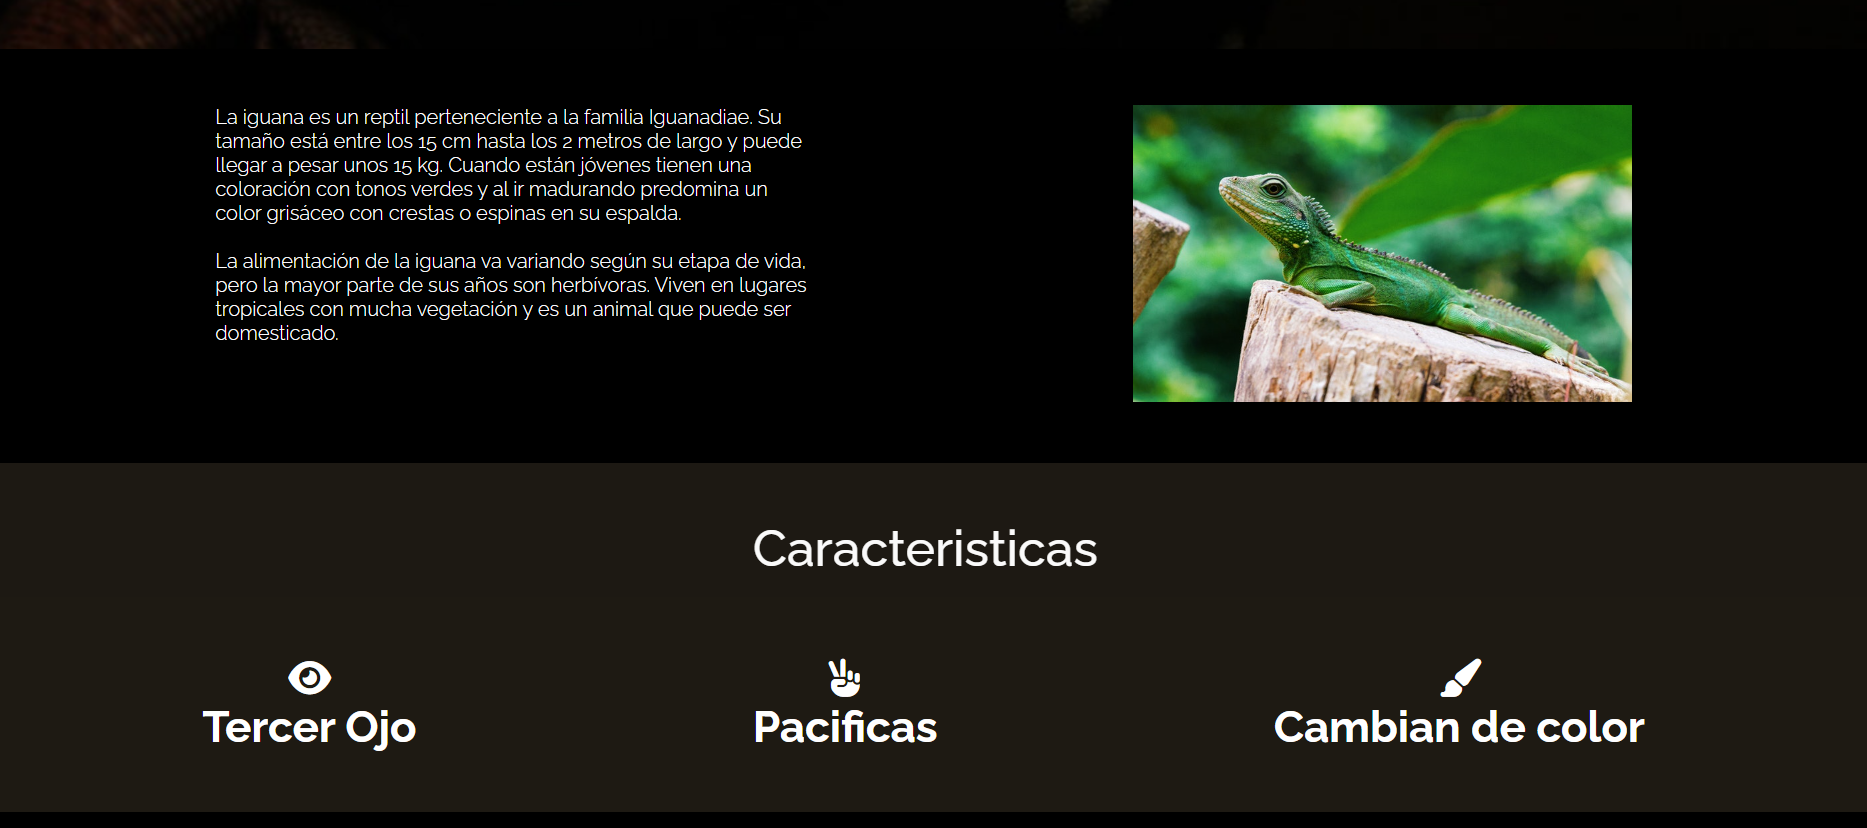 La iguana es un reptil perteneciente a la familia Iguanadiae. Su
tamaño está entre los 15 cm hasta los 2 metros de largo y puede
llegar a pesar unos 15 kg. Cuando están jóvenes tienen una
coloración con tonos verdes y al ir madurando predomina un
color grisáceo con crestas o espinas en su espalda.
La alimentación de la iguana va variando según su etapa de vida,
pero la mayor parte de sus años son herbívoras. Viven en lugares
tropicales con mucha vegetación y es un animal que puede ser
domesticado.
Caracteristicas
Tercer Ojo
Pacificas
Cambian de color